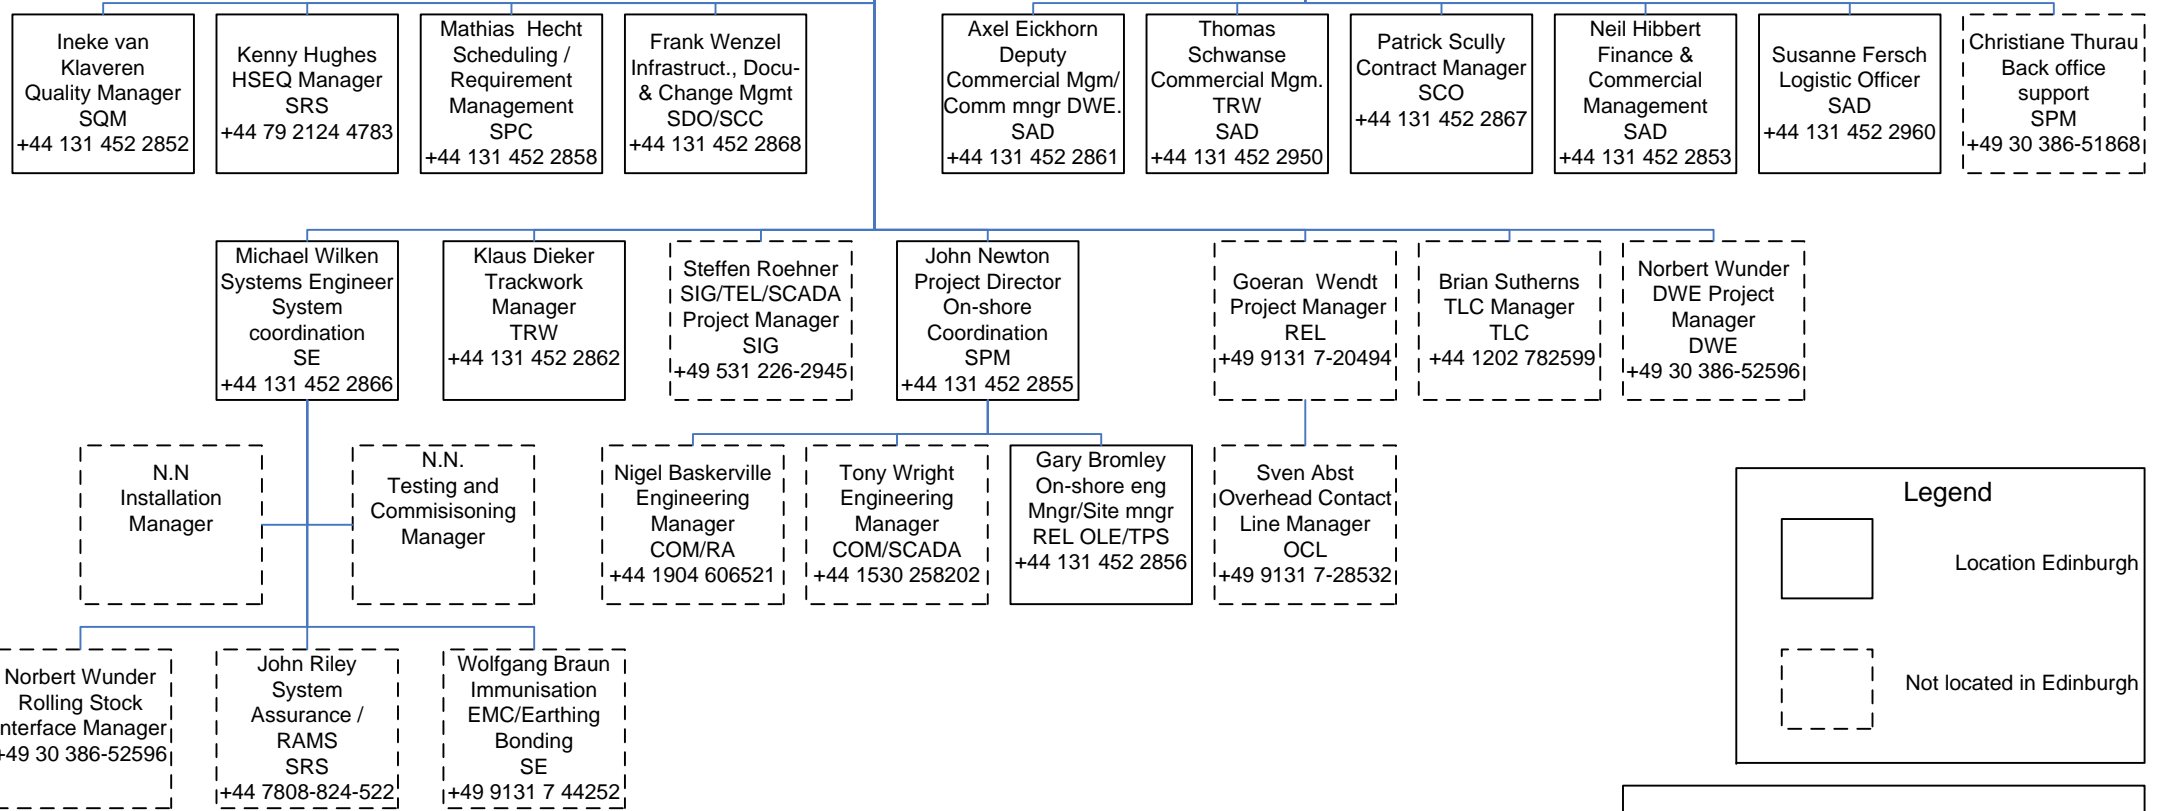 Ineke van
Klaveren
Quality Manager
SQM
+44 131 452 2852
Kenny Hughes
HSEQ Manager
SRS
+44 79 2124 4783
Mathias Hecht
Scheduling /
Requirement
Management
SPC
+44 131 452 2858
Frank Wenzel
Infrastruct., Docu-
& Change Mgmt
SDO/SCC
+44 131 452 2868
Axel Eickhorn
Deputy
Commercial Mgm/
Comm mngr DWE.
SAD
+44 131 452 2861
Thomas
Schwanse
Commercial Mgm.
TRW
SAD
+44 131 452 2950
Patrick Scully
Contract Manager
SCO
+44 131 452 2867
Neil Hibbert
Finance &
Commercial
Management
SAD
+44 131 452 2853
Susanne Fersch
Logistic Officer
SAD
+44 131 452 2960
Christiane Thurau
Back office
support
SPM
+49 30 386-51868
Michael Wilken
Systems Engineer
System
coordination
SE
+44 131 452 2866
Klaus Dieker
Trackwork
Manager
TRW
+44 131 452 2862
Steffen Roehner
SIG/TEL/SCADA
Project Manager
SIG
+49 531 226-2945
John Newton
Project Director
On-shore
Coordination
SPM
+44 131 452 2855
Goeran Wendt
Project Manager
REL
+49 9131 7-20494
Brian Sutherns
TLC Manager
TLC
+44 1202 782599
Norbert Wunder
DWE Project
Manager
DWE
+49 30 386-52596
N.N
Installation
Manager
N.N.
Testing and
Commisisoning
Manager
Nigel Baskerville
Engineering
Manager
COM/RA
+44 1904 606521
Tony Wright
Engineering
Manager
COM/SCADA
+44 1530 258202
Gary Bromley
On-shore eng
Mngr/Site mngr
REL OLE/TPS
+44 131 452 2856
Sven Abst
Overhead Contact
Line Manager
OCL
+49 9131 7-28532
Norbert Wunder
Rolling Stock
nterface Manager
+49 30 386-52596
John Riley
System
Assurance /
RAMS
SRS
+44 7808-824-522
Wolfgang Braun
Immunisation
EMC/Earthing
Bonding
SE
+49 9131 7 44252
Legend
Location Edinburgh
Not located in Edinburgh